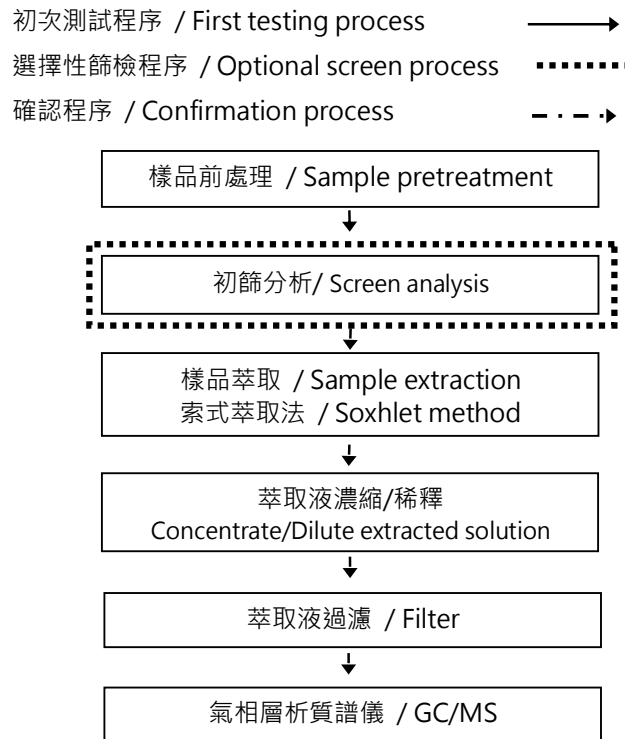 初次測試程序 / First testing process
選擇性篩檢程序 / Optional screen process
確認程序 / Confirmation process
樣品前處理 / Sample pretreatment
初篩分析/ Screen analysis
樣品萃取 / Sample extraction
索式萃取法 / Soxhlet method
萃取液濃縮/稀釋
Concentrate/Dilute extracted solution
萃取液過濾 / Filter
氣相層析質譜儀 / GC/MS